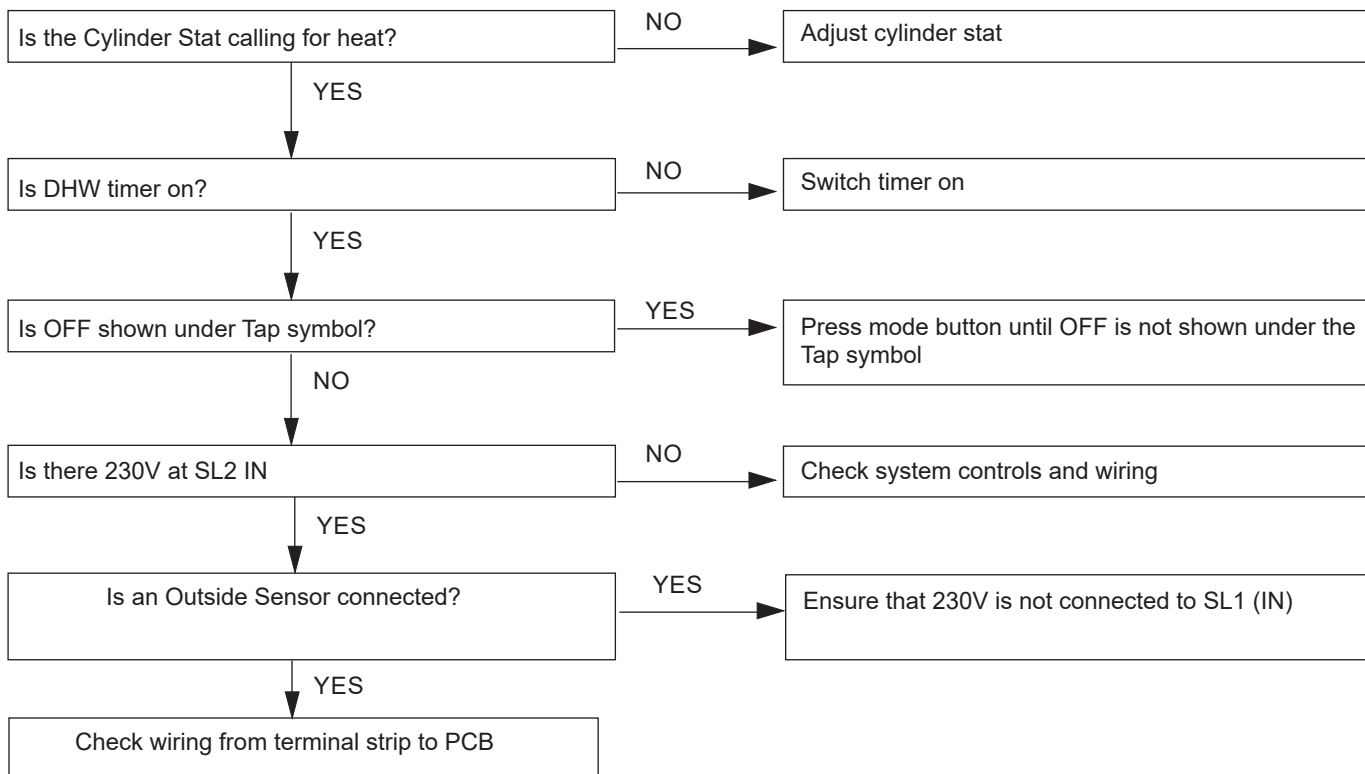 Is the Cylinder Stat calling for heat?
NO
Adjust cylinder stat
YES
Is DHW timer on?
NO
Switch timer on
YES
Is OFF shown under Tap symbol?
YES
Press mode button until OFF is not shown under the
Tap symbol
NO
Is there 230V at SL2 IN
NO
Check system controls and wiring
YES
Is an Outside Sensor connected?
YES
Ensure that 230V is not connected to SL1 (IN)
YES
Check wiring from terminal strip to PCB